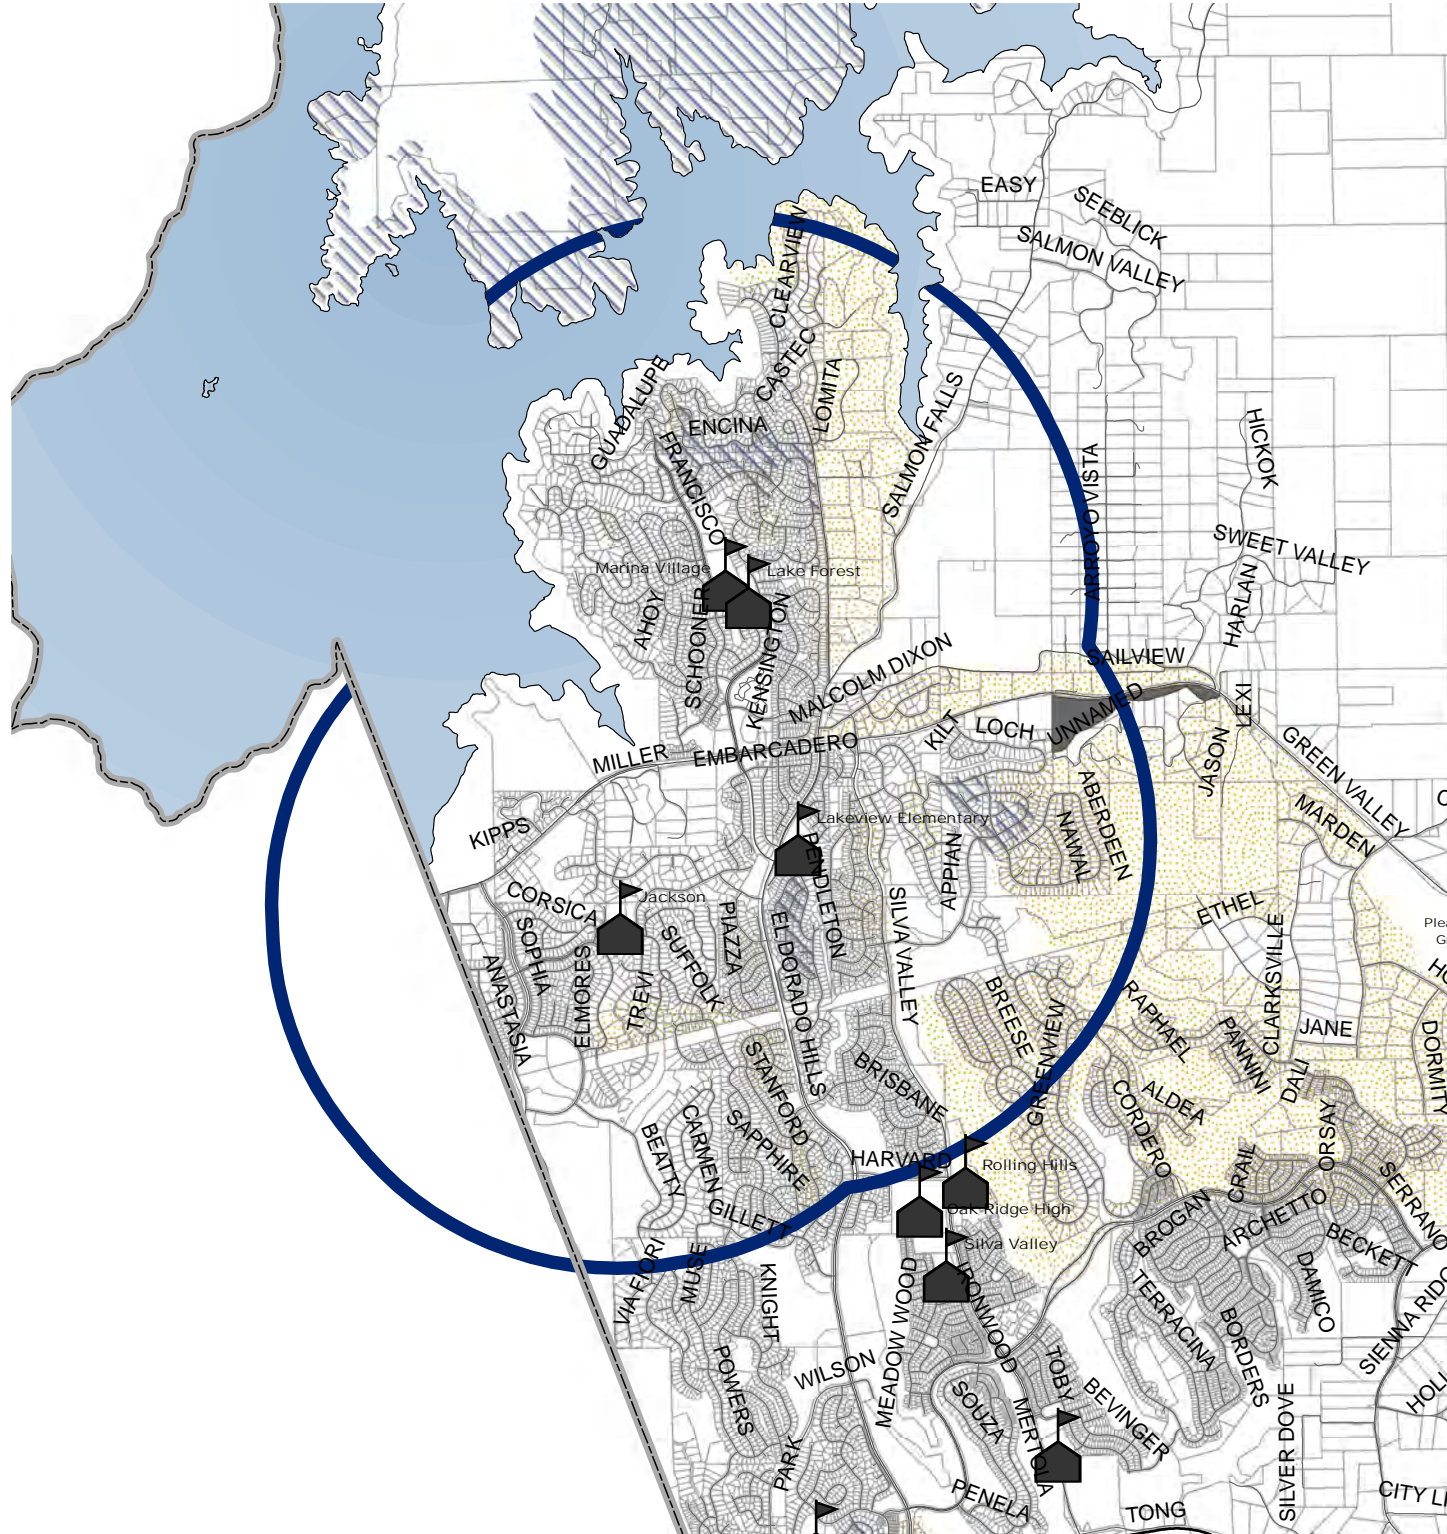 EASY
SEEBLICK
SALMON VALLEY
CLEARVIEW
CASTEC
LOMITA
GUADALUPE
ENCINA
FRANCISCO
SALMON FALLS
HICKOK
ARROYO VISTA
SWEET VALLEY
Marina Village
Lake Forest
HARLAN
AHOY
SCHOONER
KENSINGTON
MALCOLM DIXON
SAILVIEW
UNNAMED
LEXI
LOCH
KILT
MILLER
EMBARCADERO
JASON
GREEN VALLEY
ABERDEEN
NAWAL
MARDEN
KIPPS
Lakeview Elementary
PENDLETON
APPIAN
CORSICA
Jackson
SOPHIA
SUFFOLK
PIAZZA
EL DORADO HILLS
SILVA VALLEY
ETHEL
CLARKSVILLE
ANASTASIA
ELMORES
TREVI
BREESE
GREENVIEW
RAPHAEL
PANNINI
JANE
DALI
DORMITY
STANFORD
BRISBANE
CORDERO
ALDEA
ORSAY
CRAIL
BEATTY
CARMEN
SAPPHIRE
HARVARD
Rolling Hills
Oak Ridge High
Silva Valley
GILLETT
SERRANO
BROGAN
ARCHETTO
BECKETT
VIA FIORI
MUSE
KNIGHT
MEADOW WOOD
IRONWOOD
TERRACINA
BORDERS
DAMICO
POWERS
WILSON
SOUZA
TOBY
BEVINGER
MERTOLA
PARK
PENELA
TONG
SILVER DOVE